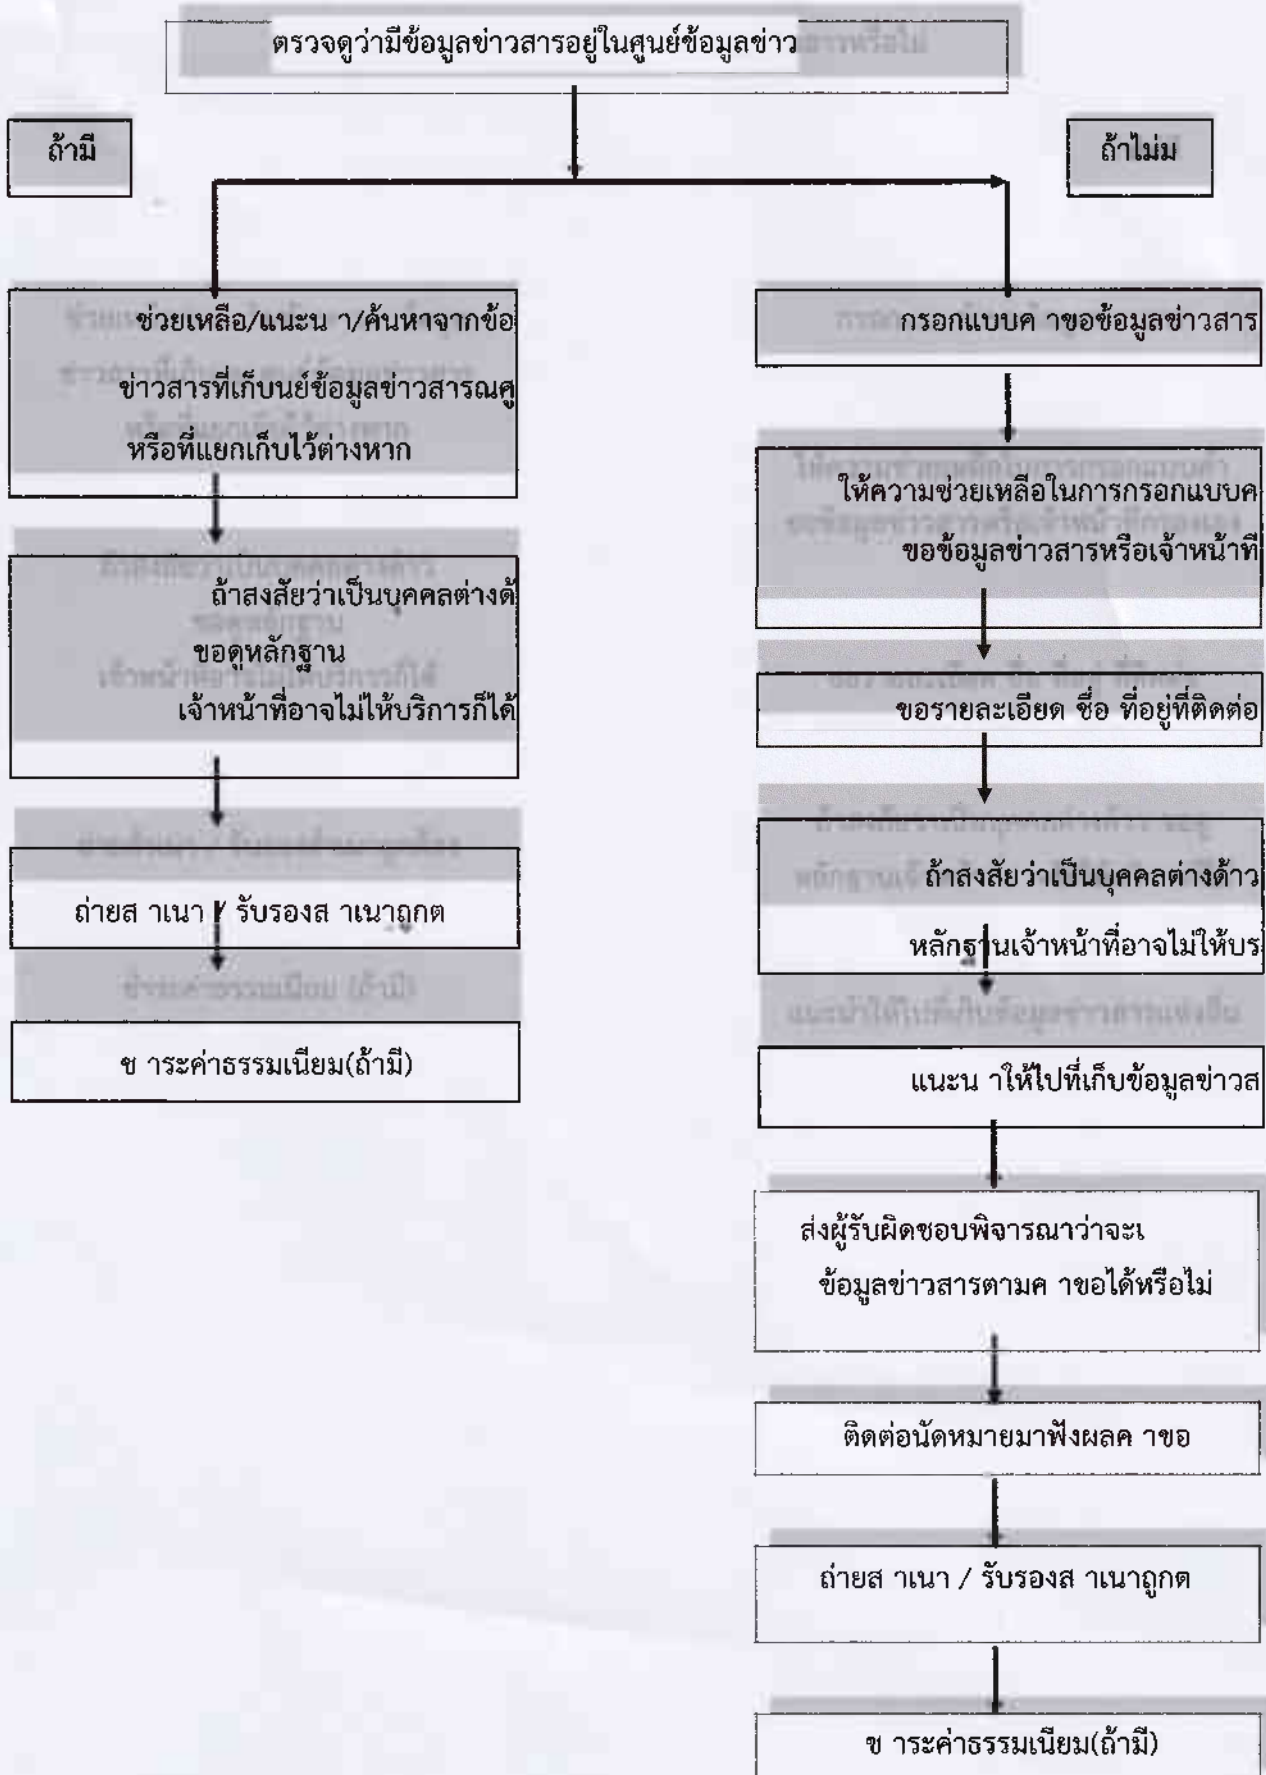 ตรวจดูว่ามีข้อมูลข่าวสารอยู่ในศูนย์ข้อมูลข่าวสารหรือไม่
ถ้ามี
ถ้าไม่ม
ช่วยเหลือ/แนะน า/ค้นหาจากข้อ
ข่าวสารที่เก็บนย์ข้อมูลข่าวสารณศู
หรือที่แยกเก็บไว้ต่างหาก
ถ้าสงสัยว่าเป็นบุคคลต่างด้
ขอดูหลักฐาน
เจ้าหน้าที่อาจไม่ให้บริการก็ได้
ถ่ายส าเนา / รับรองส าเนาถูกต
ช าระค่าธรรมเนียม(ถ้ามี)
กรอกแบบค าขอข้อมูลข่าวสาร
ให้ความช่วยเหลือในการกรอกแบบค
ขอข้อมูลข่าวสารหรือเจ้าหน้าที
ขอรายละเอียด ชื่อ ที่อยู่ที่ติดต่อ
ถ้าสงสัยว่าเป็นบุคคลต่างด้าว
หลักฐานเจ้าหน้าที่อาจไม่ให้บร
แนะน าให้ไปที่เก็บข้อมูลข่าวส
ส่งผู้รับผิดชอบพิจารณาว่าจะเ
ข้อมูลข่าวสารตามค าขอได้หรือไม่
ติดต่อนัดหมายมาฟังผลค าขอ
ถ่ายส าเนา / รับรองส าเนาถูกต
ช าระค่าธรรมเนียม(ถ้ามี)